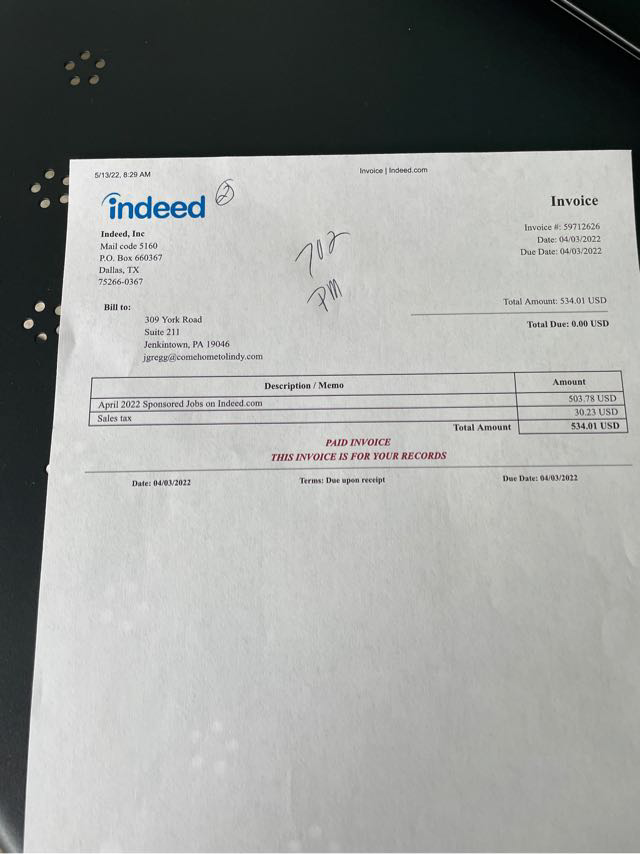 5/13/22, 8:29 AM
Invoice | Indeed.com
indeed
2
Invoice
Indeed, Inc
Mail code 5160
P.O. Box 660367
Dallas, TX
75266-0367
702
PM
Invoice #: 59712626
Date: 04/03/2022
Due Date: 04/03/2022
Bill to:
309 York Road
Suite 211
Jenkintown, PA 19046
jgregg@comehometolindy.com
Total Amount: 534.01 USD
Total Due: 0.00 USD
Description / Memo Amount
April 2022 Sponsored Jobs on Indeed.com 503.78 USD
Sales tax 30.23 USD
Total Amount 534.01 USD
PAID INVOICE
THIS INVOICE IS FOR YOUR RECORDS
Date: 04/03/2022 Terms: Due upon receipt Due Date: 04/03/2022